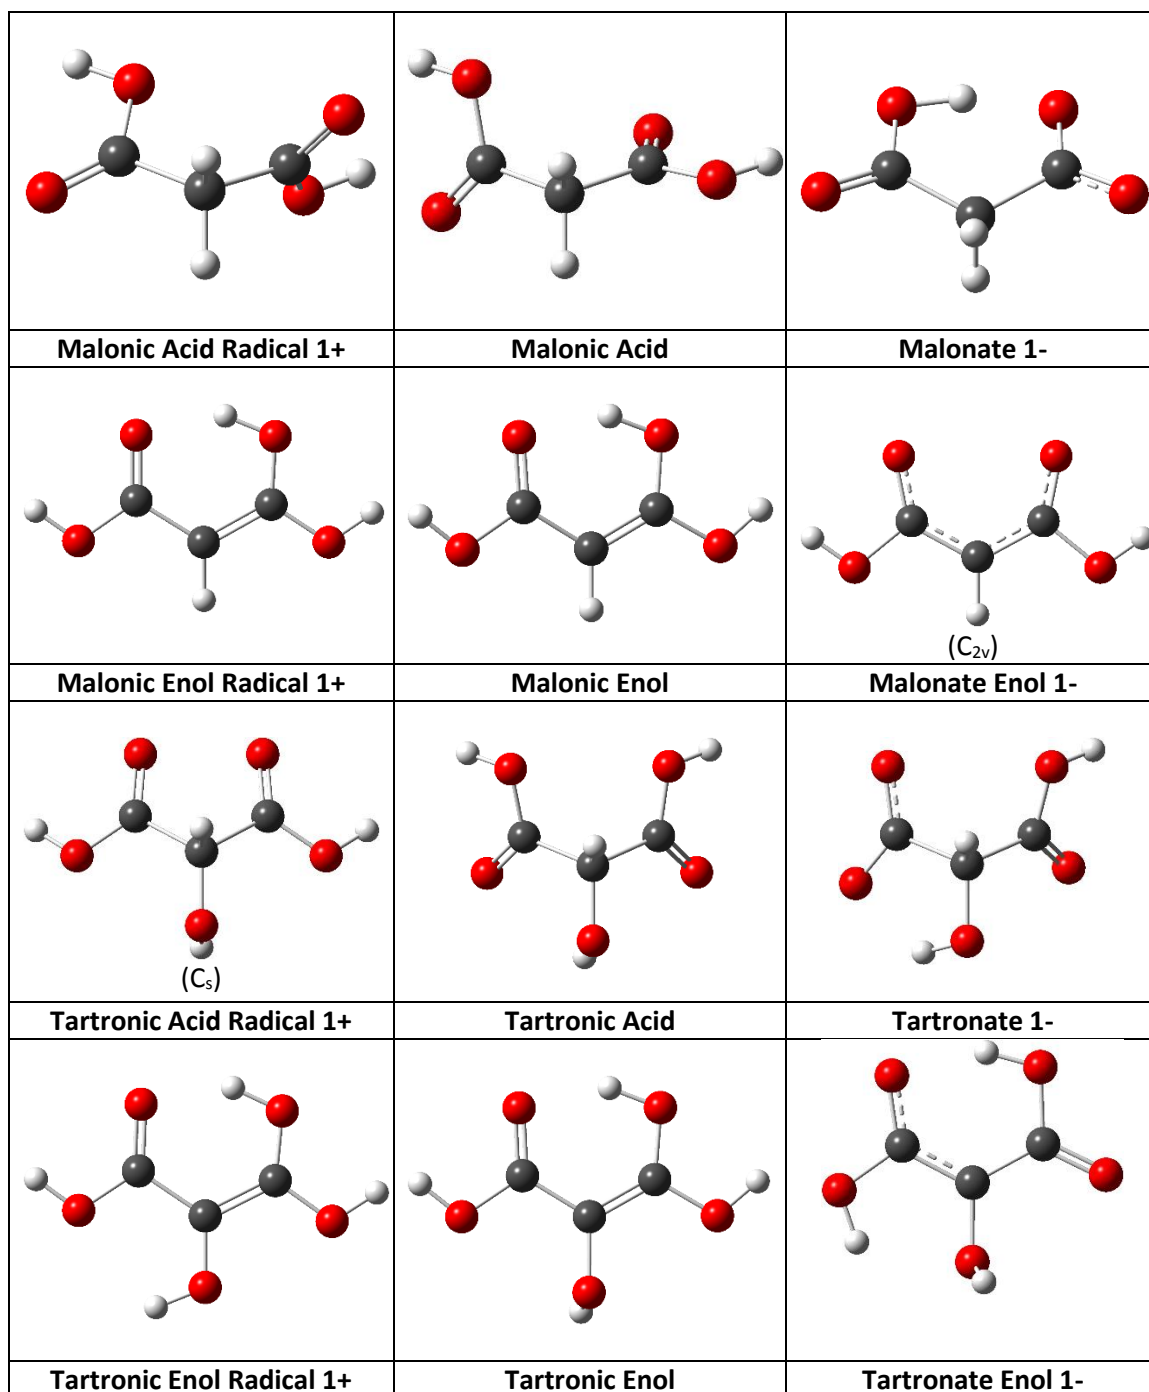 Malonic Acid Radical 1+
Malonic Acid
Malonate 1-
(C₂ᵥ)
Malonic Enol Radical 1+
Malonic Enol
Malonate Enol 1-
(Cₛ)
Tartronic Acid Radical 1+
Tartronic Acid
Tartronate 1-
Tartronic Enol Radical 1+
Tartronic Enol
Tartronate Enol 1-